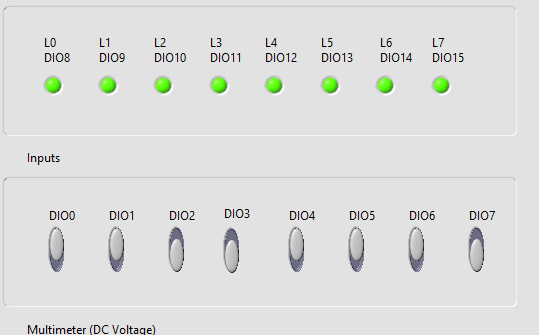 L0 L1 L2 L3 L4 L5 L6 L7
DIO8 DIO9 DIO10 DIO11 DIO12 DIO13 DIO14 DIO15
Inputs
DIO0 DIO1 DIO2 DIO3 DIO4 DIO5 DIO6 DIO7
Multimeter (DC Voltage)